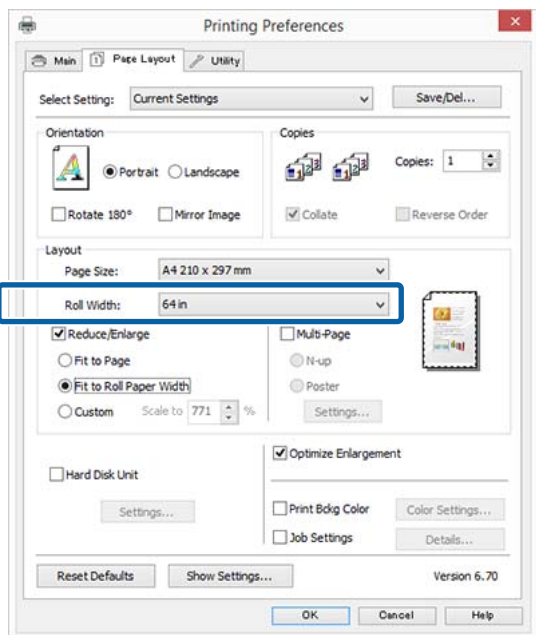 Printing Preferences
Main
Page Layout
Utility
Select Setting: Current Settings Save/Del...
Orientation
Copies
Portrait Landscape
Copies: 1
Rotate 180° Mirror Image
Collate Reverse Order
Layout
Page Size: A4 210 x 297 mm
Roll Width: 64 in
Reduce/Enlarge Multi-Page
Fit to Page N-up
Fit to Roll Paper Width Poster
Custom Scale to 771 % Settings...
Optimize Enlargement
Hard Disk Unit
Settings... Print Bckg Color Color Settings...
Job Settings Details...
Reset Defaults Show Settings... Version 6.70
OK Cancel Help